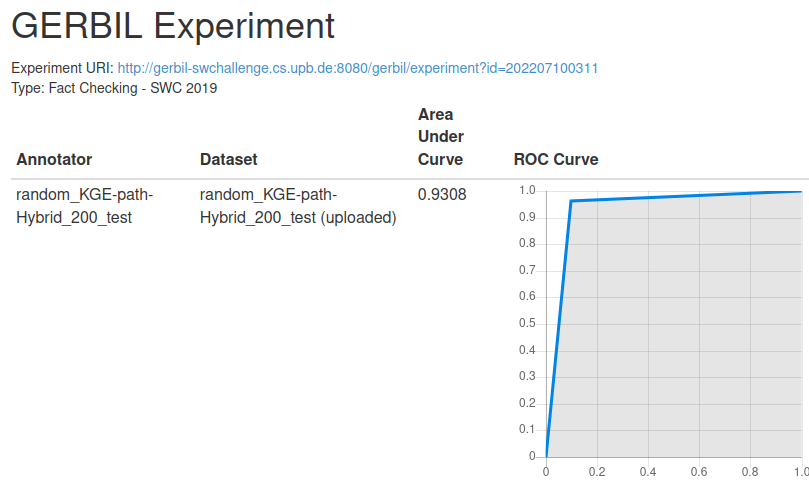 GERBIL Experiment
Experiment URI: http://gerbil-swchallenge.cs.upb.de:8080/gerbil/experiment?id=202207100311
Type: Fact Checking - SWC 2019
Annotator
Dataset
Area
Under
Curve
ROC Curve
random_KGE-path-
Hybrid_200_test
random_KGE-path-
Hybrid_200_test (uploaded)
0.9308
1.0
0.9
0.8
0.7
0.6
0.5
0.4
0.3
0.2
0.1
0
0 0.2 0.4 0.6 0.8 1.0